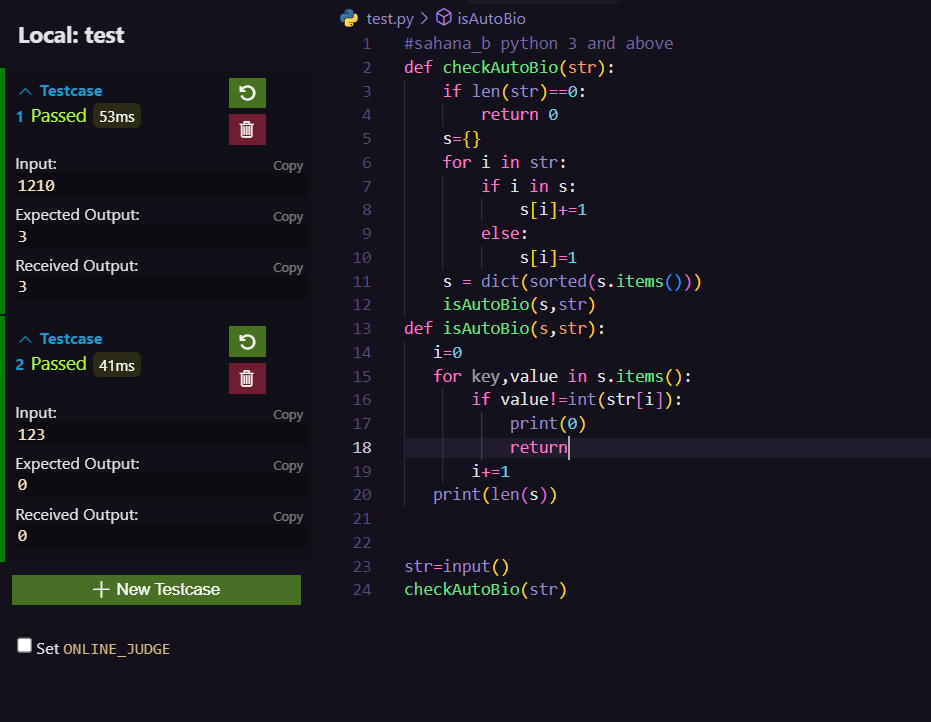 Local: test
Testcase
1 Passed 53ms
Input:
Copy
1210
Expected Output:
Copy
3
Received Output:
Copy
3
Testcase
2 Passed 41ms
Input:
Copy
123
Expected Output:
Copy
0
Received Output:
Copy
0
New Testcase
Set ONLINE_JUDGE
test.py > isAutoBio
1 #sahana_b python 3 and above
2 def checkAutoBio(str):
3     if len(str)==0:
4         return 0
5     s={}
6     for i in str:
7         if i in s:
8             s[i]+=1
9         else:
10             s[i]=1
11     s = dict(sorted(s.items()))
12     isAutoBio(s,str)
13 def isAutoBio(s,str):
14    i=0
15    for key,value in s.items():
16        if value!=int(str[i]):
17            print(0)
18            return
19        i+=1
20    print(len(s))
21
22
23 str=input()
24 checkAutoBio(str)